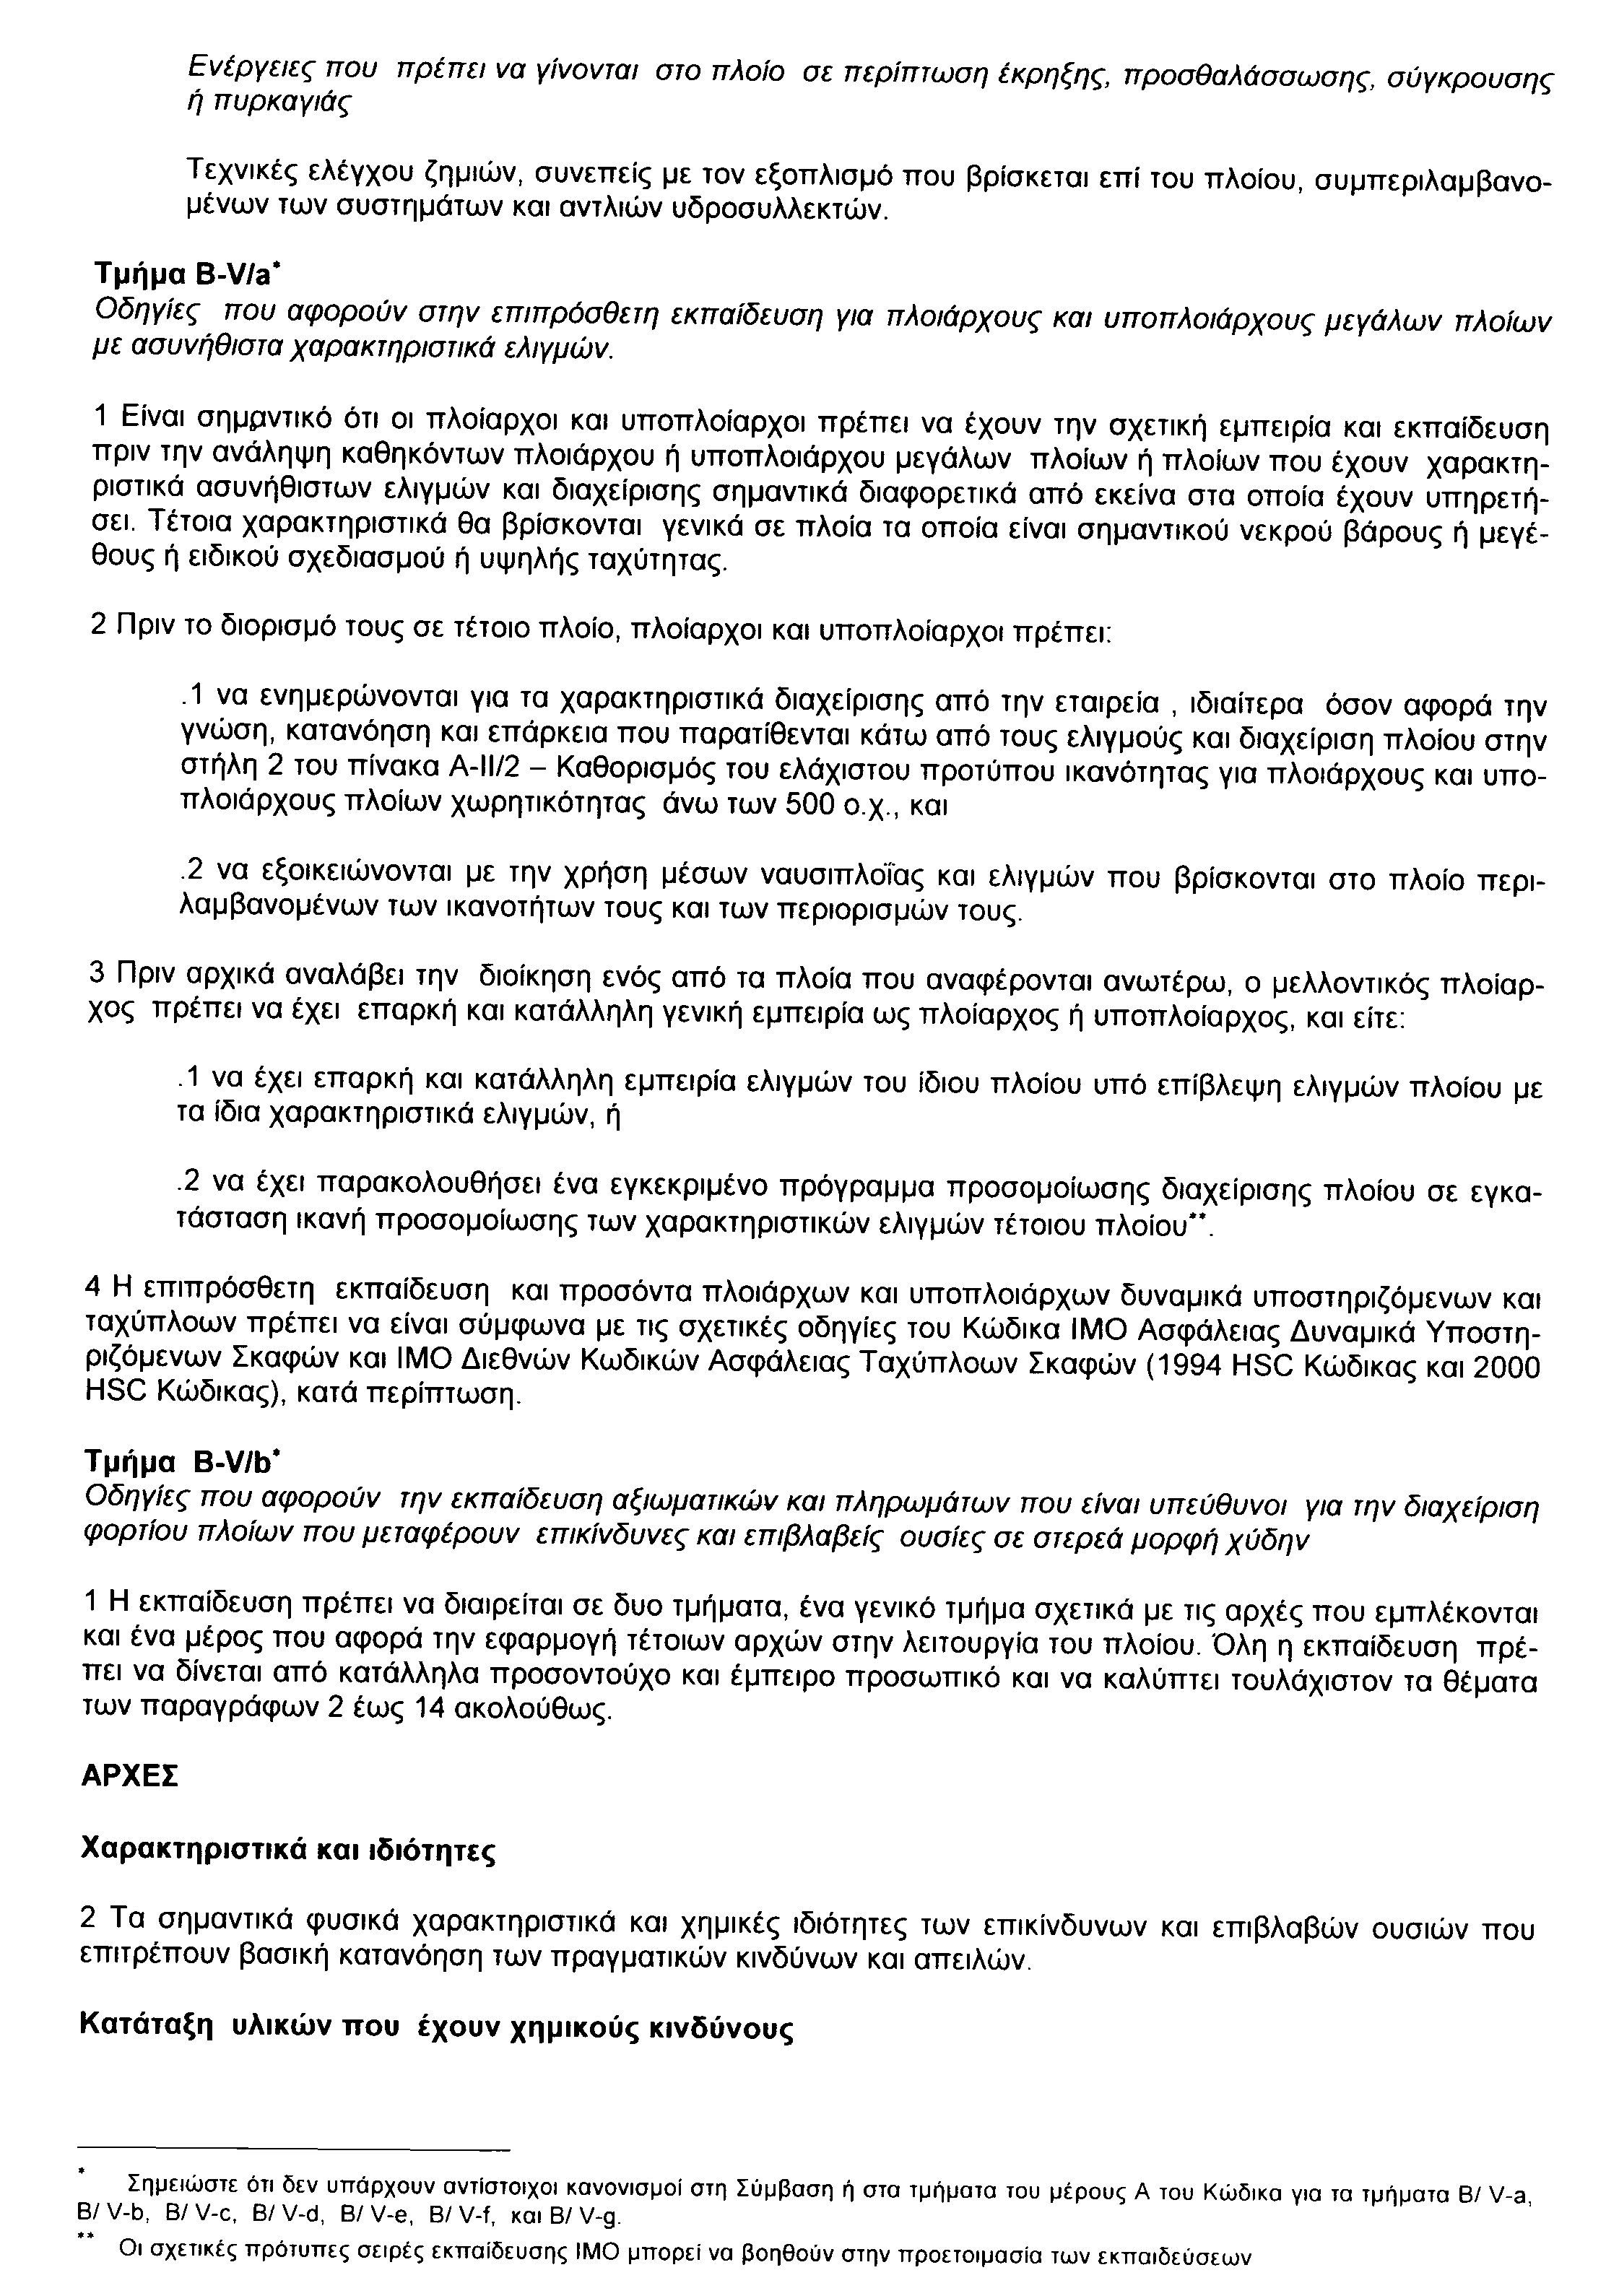 Ενέργειες που πρέπει να γίνονται στο πλοίο σε περίπτωση έκρηξης, προσθαλάσσωσης, σύγκρουσης
ή πυρκαγιάς
Τεχνικές ελέγχου ζημιών, συνεπείς με τον εξοπλισμό που βρίσκεται επί του πλοίου, συμπεριλαμβανο-
μένων των συστημάτων και αντλιών υδροσυλλεκτών.
Τμήμα B-V/a*
Οδηγίες που αφορούν στην επιπρόσθετη εκπαίδευση για πλοιάρχους και υποπλοιάρχους μεγάλων πλοίων
με ασυνήθιστα χαρακτηριστικά ελιγμών.
1 Είναι σημαντικό ότι οι πλοίαρχοι και υποπλοίαρχοι πρέπει να έχουν την σχετική εμπειρία και εκπαίδευση
πριν την ανάληψη καθηκόντων πλοιάρχου ή υποπλοιάρχου μεγάλων πλοίων ή πλοίων που έχουν χαρακτη-
ριστικά ασυνήθιστων ελιγμών και διαχείρισης σημαντικά διαφορετικά από εκείνα στα οποία έχουν υπηρετή-
σει. Τέτοια χαρακτηριστικά θα βρίσκονται γενικά σε πλοία τα οποία είναι σημαντικού νεκρού βάρους ή μεγέ-
θους ή ειδικού σχεδιασμού ή υψηλής ταχύτητας.
2 Πριν το διορισμό τους σε τέτοιο πλοίο, πλοίαρχοι και υποπλοίαρχοι πρέπει:
.1 να ενημερώνονται για τα χαρακτηριστικά διαχείρισης από την εταιρεία , ιδιαίτερα όσον αφορά την
γνώση, κατανόηση και επάρκεια που παρατίθενται κάτω από τους ελιγμούς και διαχείριση πλοίου στην
στήλη 2 του πίνακα A-II/2 – Καθορισμός του ελάχιστου προτύπου ικανότητας για πλοιάρχους και υπο-
πλοιάρχους πλοίων χωρητικότητας άνω των 500 ο.χ., και
.2 να εξοικειώνονται με την χρήση μέσων ναυσιπλοΐας και ελιγμών που βρίσκονται στο πλοίο περι-
λαμβανομένων των ικανοτήτων τους και των περιορισμών τους.
3 Πριν αρχικά αναλάβει την διοίκηση ενός από τα πλοία που αναφέρονται ανωτέρω, ο μελλοντικός πλοίαρ-
χος πρέπει να έχει επαρκή και κατάλληλη γενική εμπειρία ως πλοίαρχος ή υποπλοίαρχος, και είτε:
.1 να έχει επαρκή και κατάλληλη εμπειρία ελιγμών του ίδιου πλοίου υπό επίβλεψη ελιγμών πλοίου με
τα ίδια χαρακτηριστικά ελιγμών, ή
.2 να έχει παρακολουθήσει ένα εγκεκριμένο πρόγραμμα προσομοίωσης διαχείρισης πλοίου σε εγκα-
τάσταση ικανή προσομοίωσης των χαρακτηριστικών ελιγμών τέτοιου πλοίου**.
4 Η επιπρόσθετη εκπαίδευση και προσόντα πλοιάρχων και υποπλοιάρχων δυναμικά υποστηριζόμενων και
ταχύπλοων πρέπει να είναι σύμφωνα με τις σχετικές οδηγίες του Κώδικα IMO Ασφάλειας Δυναμικά Υποστη-
ριζόμενων Σκαφών και IMO Διεθνών Κωδικών Ασφάλειας Ταχύπλοων Σκαφών (1994 HSC Κώδικας και 2000
HSC Κώδικας), κατά περίπτωση.
Τμήμα B-V/b*
Οδηγίες που αφορούν την εκπαίδευση αξιωματικών και πληρωμάτων που είναι υπεύθυνοι για την διαχείριση
φορτίου πλοίων που μεταφέρουν επικίνδυνες και επιβλαβείς ουσίες σε στερεά μορφή χύδην
1 Η εκπαίδευση πρέπει να διαιρείται σε δυο τμήματα, ένα γενικό τμήμα σχετικά με τις αρχές που εμπλέκονται
και ένα μέρος που αφορά την εφαρμογή τέτοιων αρχών στην λειτουργία του πλοίου. Όλη η εκπαίδευση πρέ-
πει να δίνεται από κατάλληλα προσοντούχο και έμπειρο προσωπικό και να καλύπτει τουλάχιστον τα θέματα
των παραγράφων 2 έως 14 ακολούθως.
ΑΡΧΕΣ
Χαρακτηριστικά και ιδιότητες
2 Τα σημαντικά φυσικά χαρακτηριστικά και χημικές ιδιότητες των επικίνδυνων και επιβλαβών ουσιών που
επιτρέπουν βασική κατανόηση των πραγματικών κινδύνων και απειλών.
Κατάταξη υλικών που έχουν χημικούς κινδύνους
* Σημειώστε ότι δεν υπάρχουν αντίστοιχοι κανονισμοί στη Σύμβαση ή στα τμήματα του μέρους Α του Κώδικα για τα τμήματα B/ V-a,
B/ V-b, B/ V-c, B/ V-d, B/ V-e, B/ V-f, και B/ V-g.
** Οι σχετικές πρότυπες σειρές εκπαίδευσης IMO μπορεί να βοηθούν στην προετοιμασία των εκπαιδεύσεων